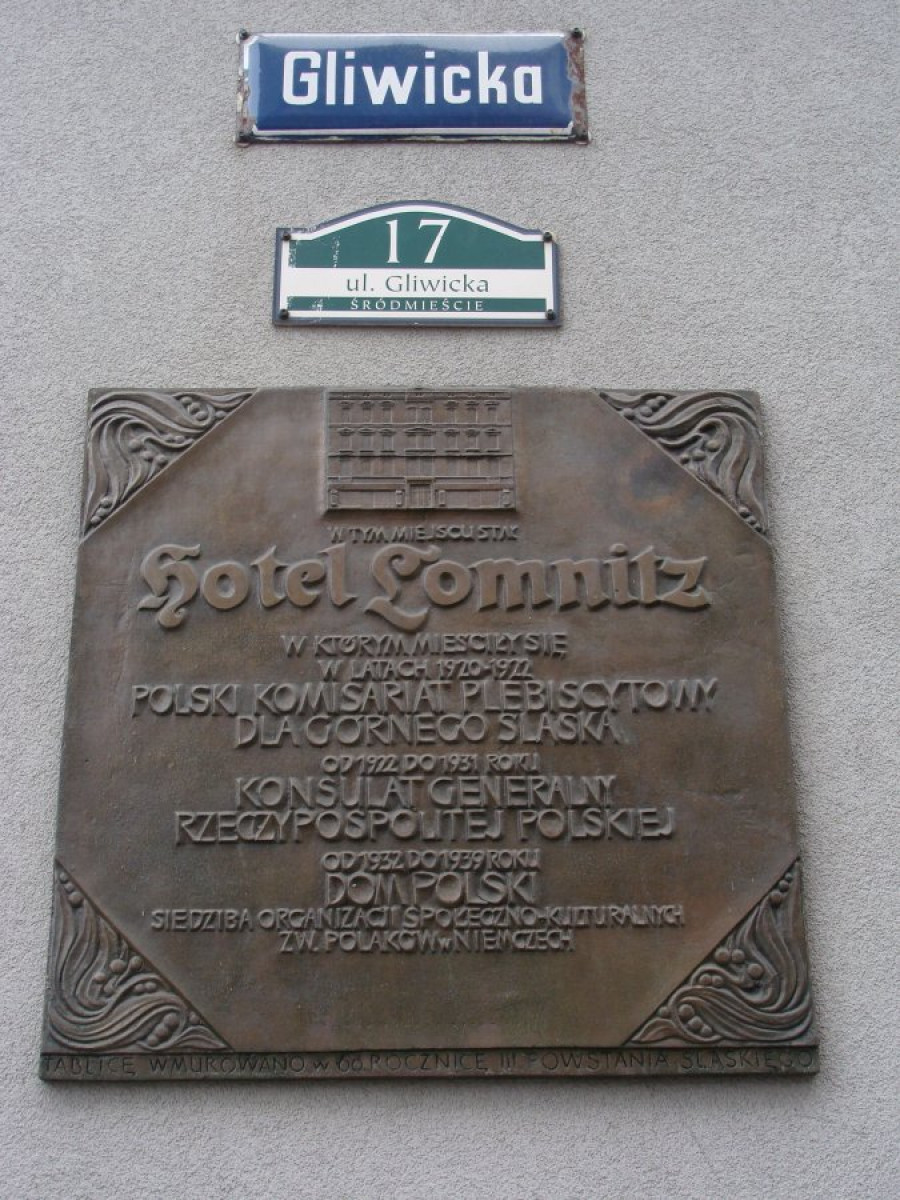 Gliwicka
17
ul. Gliwicka
ŚRÓDMIEŚCIE
W TYM MIEJSCU STAŁ
Hotel Lomnitz
W KTÓRYM MIEŚCIŁY SIĘ
W LATACH 1920-1922
POLSKI KOMISARIAT PLEBISCYTOWY
DLA GÓRNEGO ŚLĄSKA
OD 1922 DO 1931 ROKU
KONSULAT GENERALNY
RZECZYPOSPOLITEJ POLSKIEJ
OD 1932 DO 1939 ROKU
DOM POLSKI
SIEDZIBA ORGANIZACJI SPOŁECZNO-KULTURALNYCH
ZW. POLAKÓW w NIEMCZECH
TABLICĘ WMUROWANO w 60 ROCZNICĘ III POWSTANIA ŚLĄSKIEGO